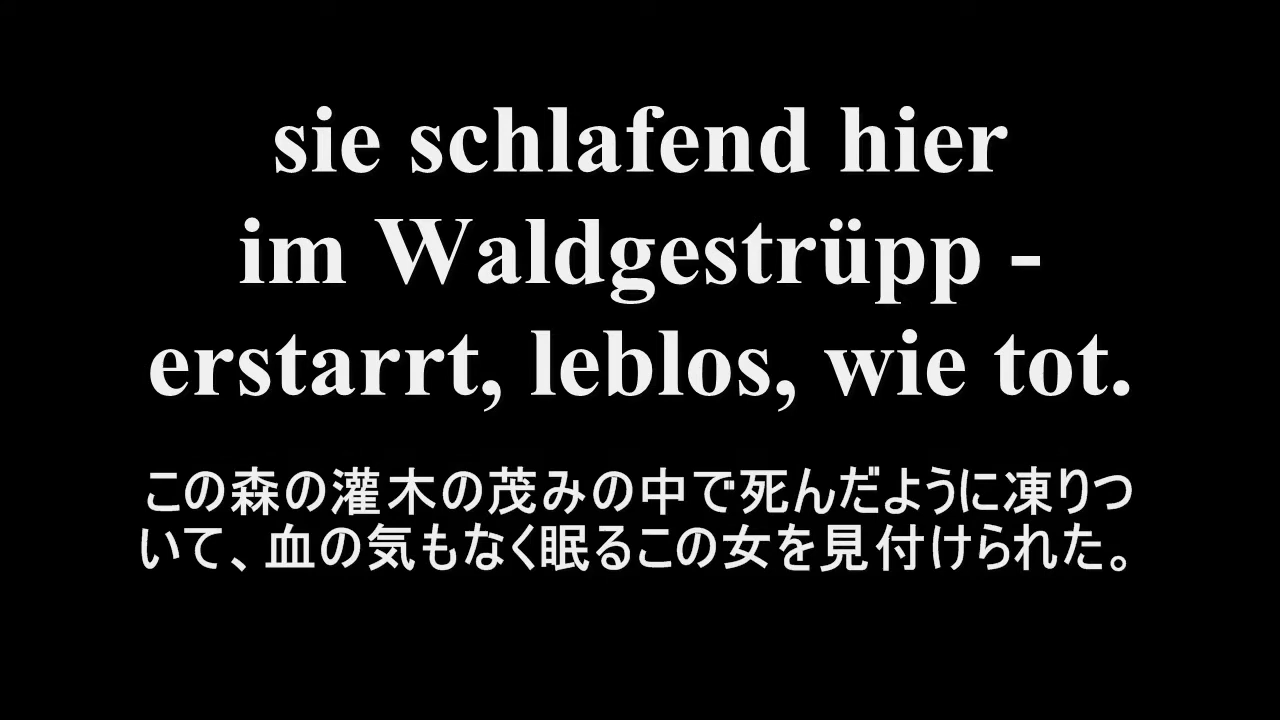 sie schlafend hier
im Waldgestrüpp -
erstarrt, leblos, wie tot.
この森の灌木の茂みの中で死んだように凍りつ
いて、血の気もなく眠るこの女を見付けられた。